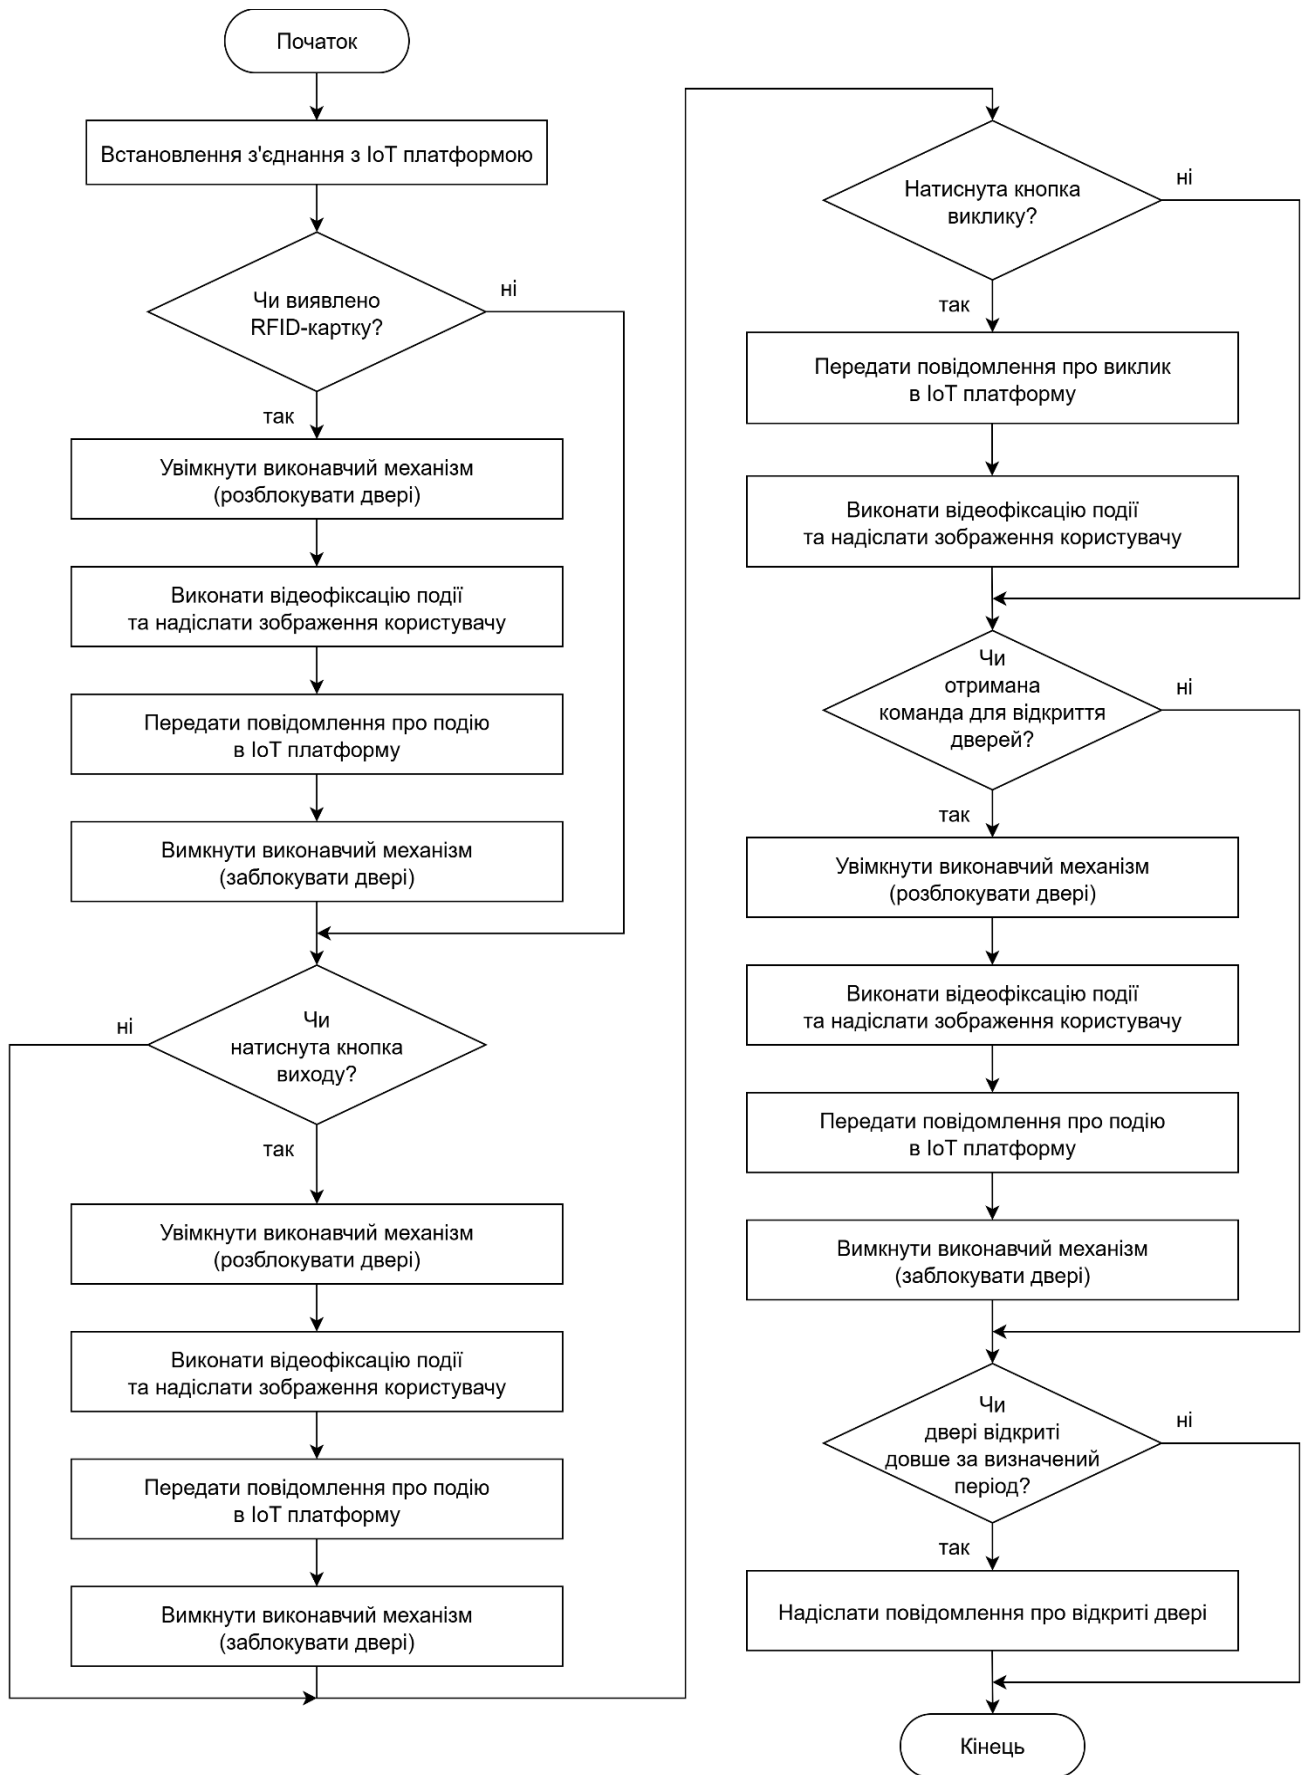 Початок
Встановлення з'єднання з IoT платформою
Чи виявлено
RFID-картку?
ні
так
Увімкнути виконавчий механізм
(розблокувати двері)
Виконати відеофіксацію події
та надіслати зображення користувачу
Передати повідомлення про подію
в IoT платформу
Вимкнути виконавчий механізм
(заблокувати двері)
Чи
натиснута кнопка
виходу?
ні
так
Увімкнути виконавчий механізм
(розблокувати двері)
Виконати відеофіксацію події
та надіслати зображення користувачу
Передати повідомлення про подію
в IoT платформу
Вимкнути виконавчий механізм
(заблокувати двері)
Натиснута кнопка
виклику?
ні
так
Передати повідомлення про виклик
в IoT платформу
Виконати відеофіксацію події
та надіслати зображення користувачу
Чи
отримана
команда для відкриття
дверей?
ні
так
Увімкнути виконавчий механізм
(розблокувати двері)
Виконати відеофіксацію події
та надіслати зображення користувачу
Передати повідомлення про подію
в IoT платформу
Вимкнути виконавчий механізм
(заблокувати двері)
Чи
двері відкриті
довше за визначений
період?
ні
так
Надіслати повідомлення про відкриті двері
Кінець